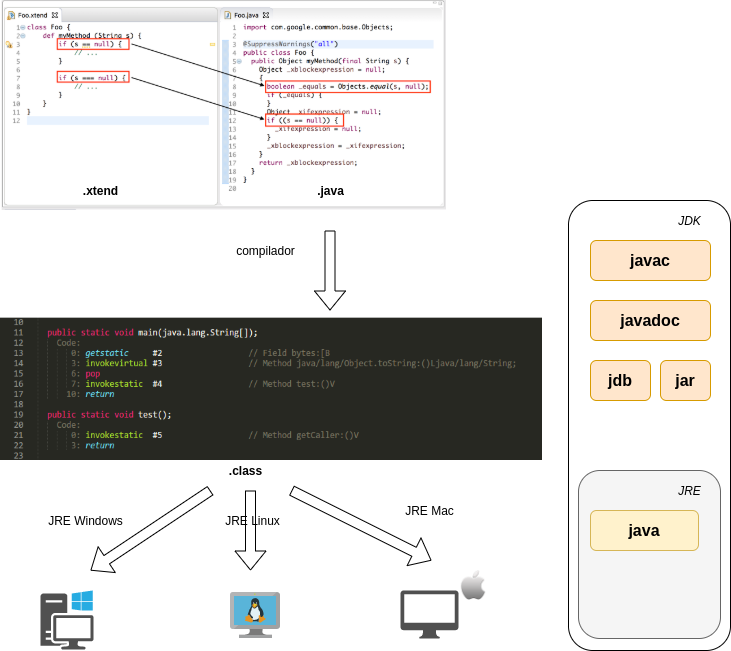 Foo.xtend
1 class Foo {
2 def myMethod (String s) {
3 if (s == null) {
4 // ...
5 }
6
7 if (s === null) {
8 // ...
9 }
10 }
11 }
12
.xtend
Foo.java
1 import com.google.common.base.Objects;
2
3 @SuppressWarnings("all")
4 public class Foo {
5 public Object myMethod(final String s) {
6 Object _xblockexpression = null;
7 {
8 boolean _equals = Objects.equal(s, null);
9 if (_equals) {
10 }
11 Object _xifexpression = null;
12 if ((s == null)) {
13 _xifexpression = null;
14 }
15 _xblockexpression = _xifexpression;
16 }
17 return _xblockexpression;
18 }
19 }
20
.java
compilador
10
11 public static void main(java.lang.String[]);
12 Code:
13 0: getstatic #2 // Field bytes:[B
14 3: invokevirtual #3 // Method java/lang/Object.toString:()Ljava/lang/String;
15 6: pop
16 7: invokestatic #4 // Method test:()V
17 10: return
18
19 public static void test();
20 Code:
21 0: invokestatic #5 // Method getCaller:()V
22 3: return
23
.class
JRE Windows
JRE Linux
JRE Mac
JDK
javac
javadoc
jdb
jar
JRE
java